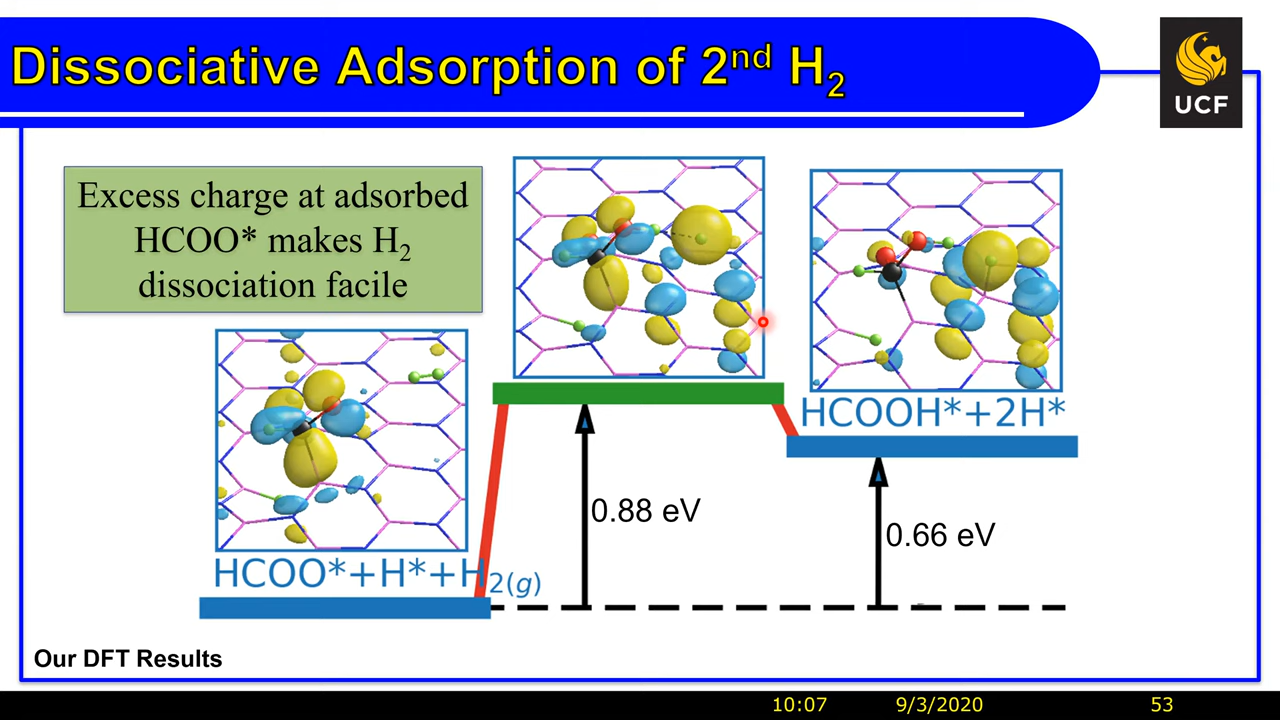 Dissociative Adsorption of 2nd H2
UCF
Excess charge at adsorbed
HCOO* makes H2
dissociation facile
HCOOH*+2H*
0.88 eV
0.66 eV
HCOO*+H*+H2(g)
Our DFT Results
10:07 9/3/2020 53